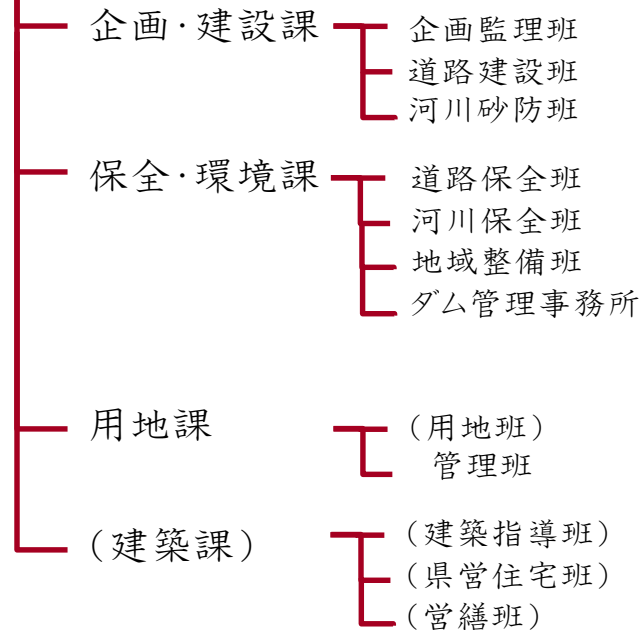 企画・建設課
企画監理班
道路建設班
河川砂防班
保全・環境課
道路保全班
河川保全班
地域整備班
ダム管理事務所
用地課
(用地班)
管理班
(建築課)
(建築指導班)
(県営住宅班)
(営繕班)